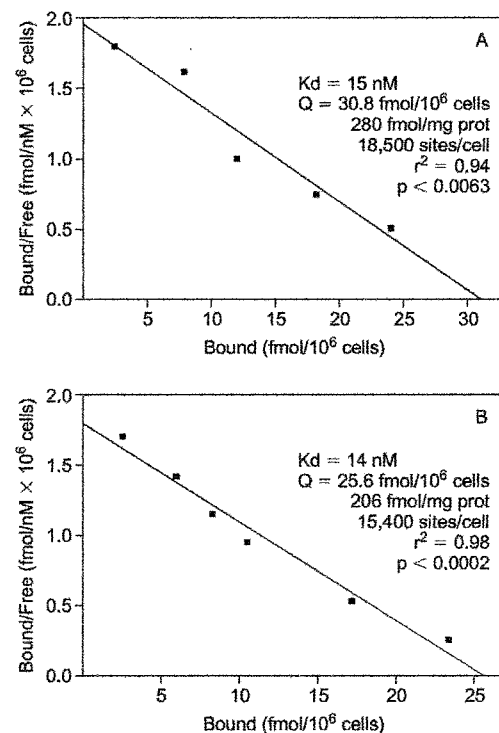 A
2.0
1.5
1.0
0.5
0.0
Bound/Free (fmol/nM × 10⁶ cells)
Kd = 15 nM
Q = 30.8 fmol/10⁶ cells
280 fmol/mg prot
18,500 sites/cell
r² = 0.94
p < 0.0063
5 10 15 20 25 30
Bound (fmol/10⁶ cells)
B
2.0
1.5
1.0
0.5
0.0
Bound/Free (fmol/nM × 10⁶ cells)
Kd = 14 nM
Q = 25.6 fmol/10⁶ cells
206 fmol/mg prot
15,400 sites/cell
r² = 0.98
p < 0.0002
5 10 15 20 25
Bound (fmol/10⁶ cells)